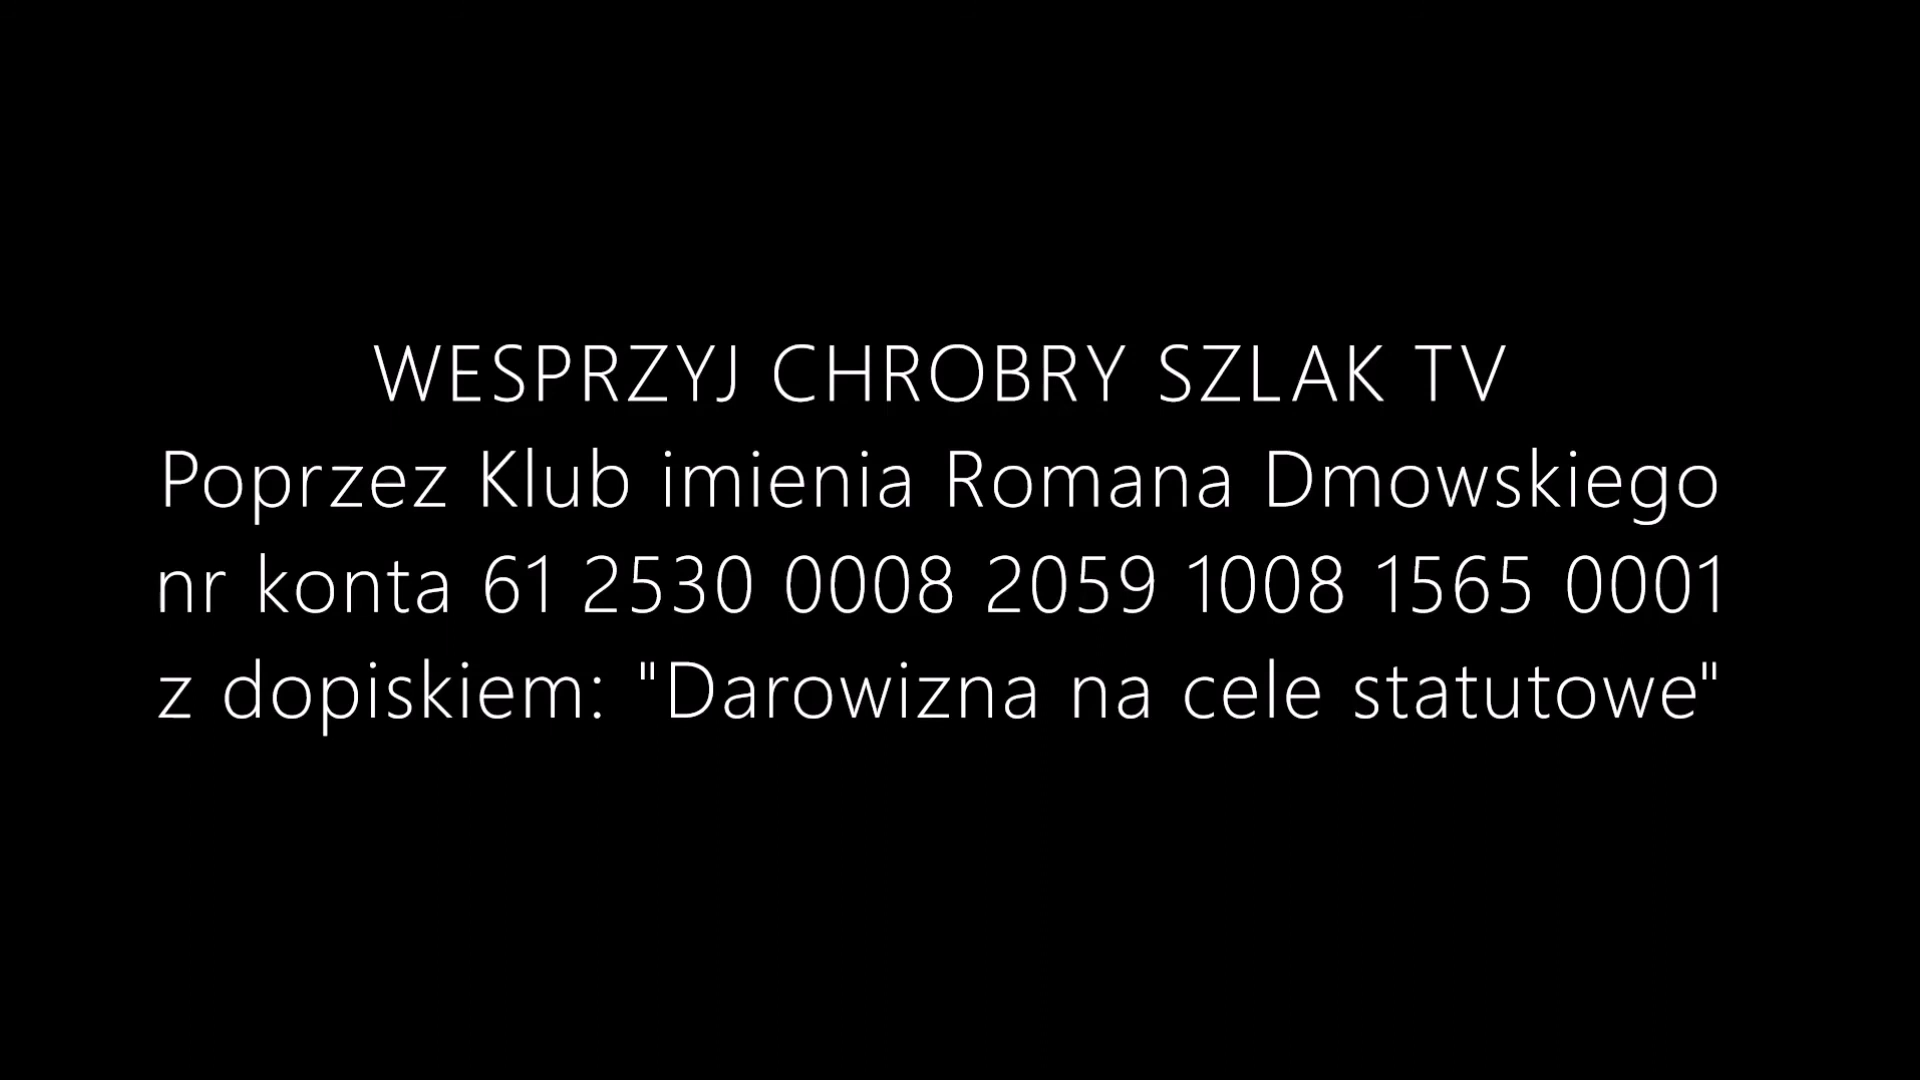 WESPRZYJ CHROBRY SZLAK TV
Poprzez Klub imienia Romana Dmowskiego
nr konta 61 2530 0008 2059 1008 1565 0001
z dopiskiem: "Darowizna na cele statutowe"